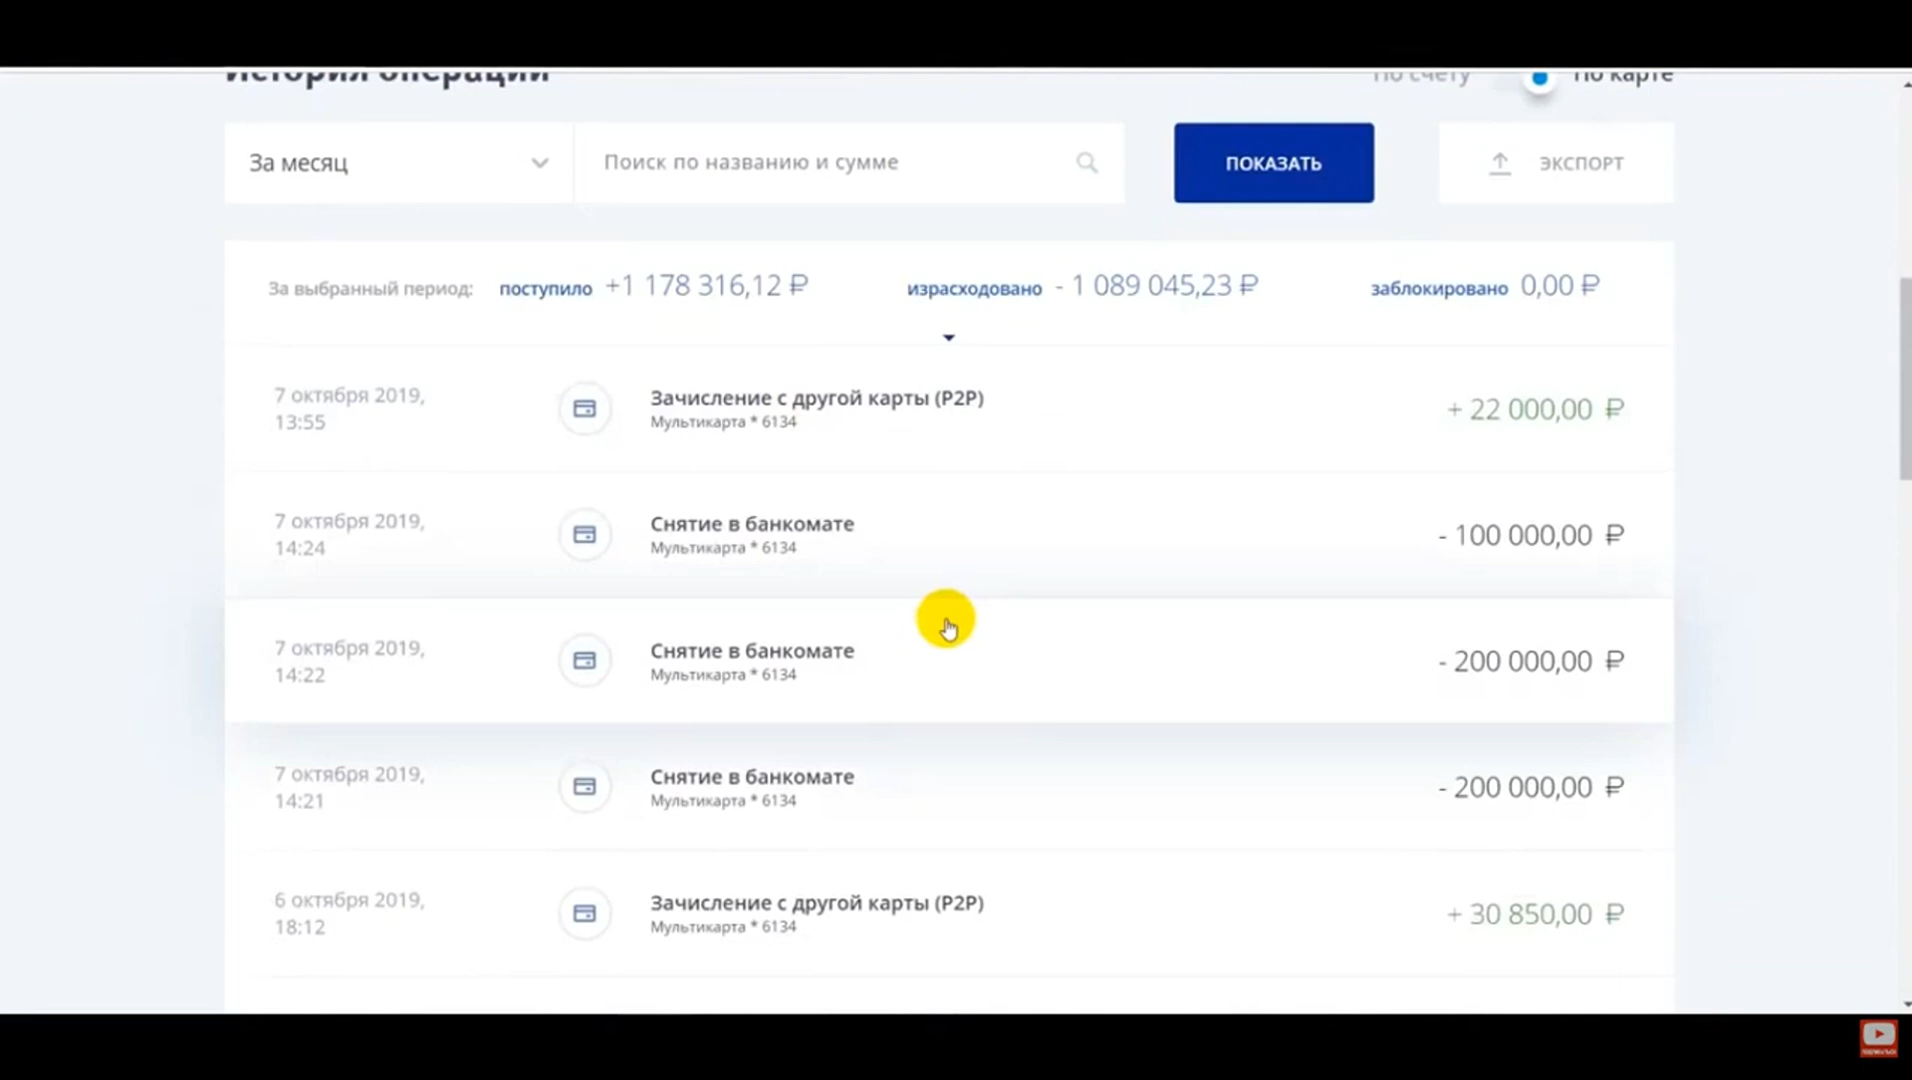 История операций
По счету
По карте
За месяц
Поиск по названию и сумме
ПОКАЗАТЬ
ЭКСПОРТ
За выбранный период: поступило +1 178 316,12 ₽ израсходовано - 1 089 045,23 ₽ заблокировано 0,00 ₽
7 октября 2019,
13:55
Зачисление с другой карты (P2P)
Мультикарта * 6134
+ 22 000,00 ₽
7 октября 2019,
14:24
Снятие в банкомате
Мультикарта * 6134
- 100 000,00 ₽
7 октября 2019,
14:22
Снятие в банкомате
Мультикарта * 6134
- 200 000,00 ₽
7 октября 2019,
14:21
Снятие в банкомате
Мультикарта * 6134
- 200 000,00 ₽
6 октября 2019,
18:12
Зачисление с другой карты (P2P)
Мультикарта * 6134
+ 30 850,00 ₽